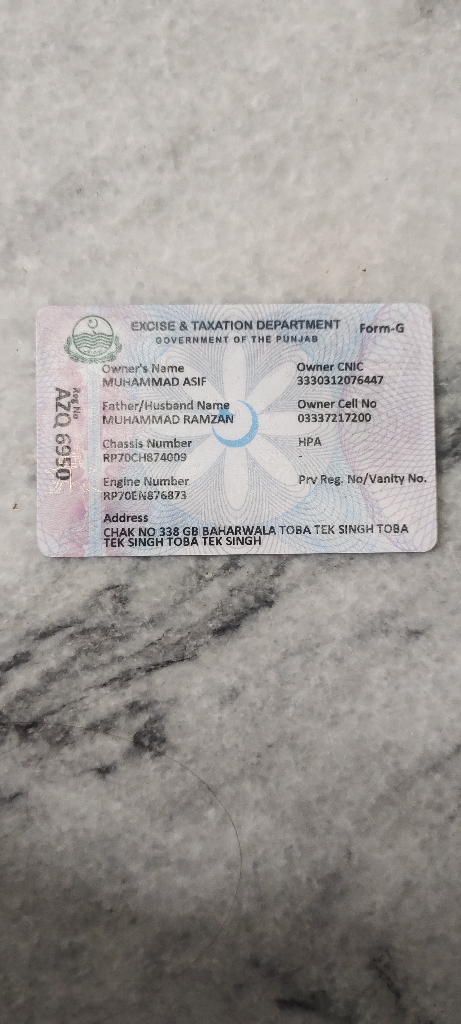 EXCISE & TAXATION DEPARTMENT Form-G
GOVERNMENT OF THE PUNJAB
Reg No
AZQ 6950
Owner's Name Owner CNIC
MUHAMMAD ASIF 3330312076447
Father/Husband Name Owner Cell No
MUHAMMAD RAMZAN 03337217200
Chassis Number HPA
RP70CH874009 -
Engine Number Prv Reg. No/Vanity No.
RP70EN876873
Address
CHAK NO 338 GB BAHARWALA TOBA TEK SINGH TOBA
TEK SINGH TOBA TEK SINGH